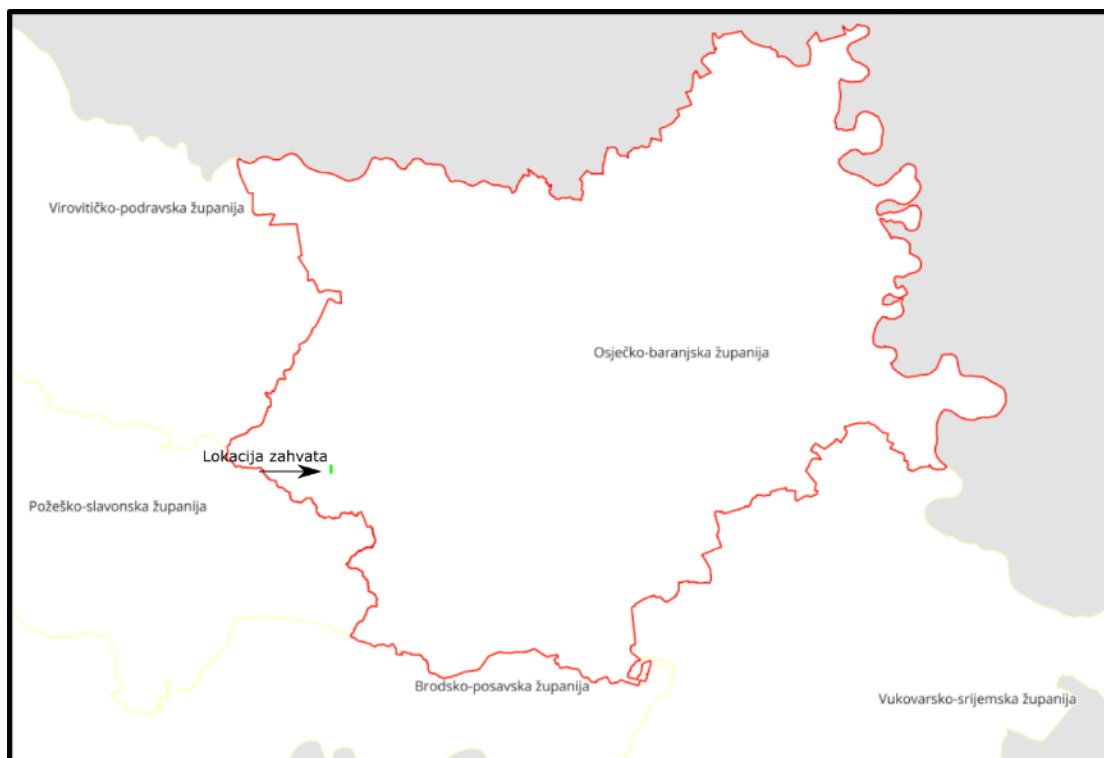 Virovitičko-podravska županija
Osječko-baranjska županija
Lokacija zahvata
Požeško-slavonska županija
Brodsko-posavska županija
Vukovarsko-srijemska županija